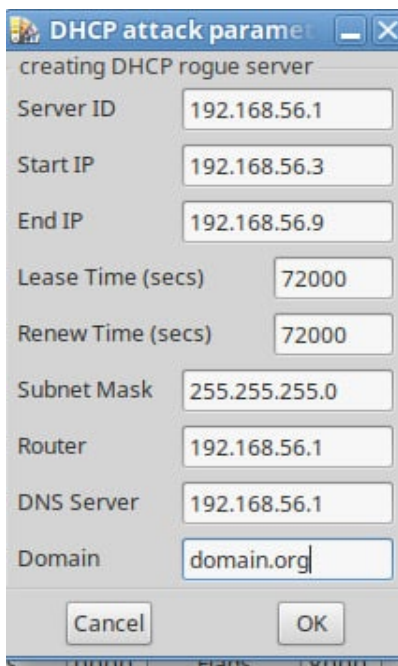 DHCP attack paramet
creating DHCP rogue server
Server ID 192.168.56.1
Start IP 192.168.56.3
End IP 192.168.56.9
Lease Time (secs) 72000
Renew Time (secs) 72000
Subnet Mask 255.255.255.0
Router 192.168.56.1
DNS Server 192.168.56.1
Domain domain.org
Cancel OK